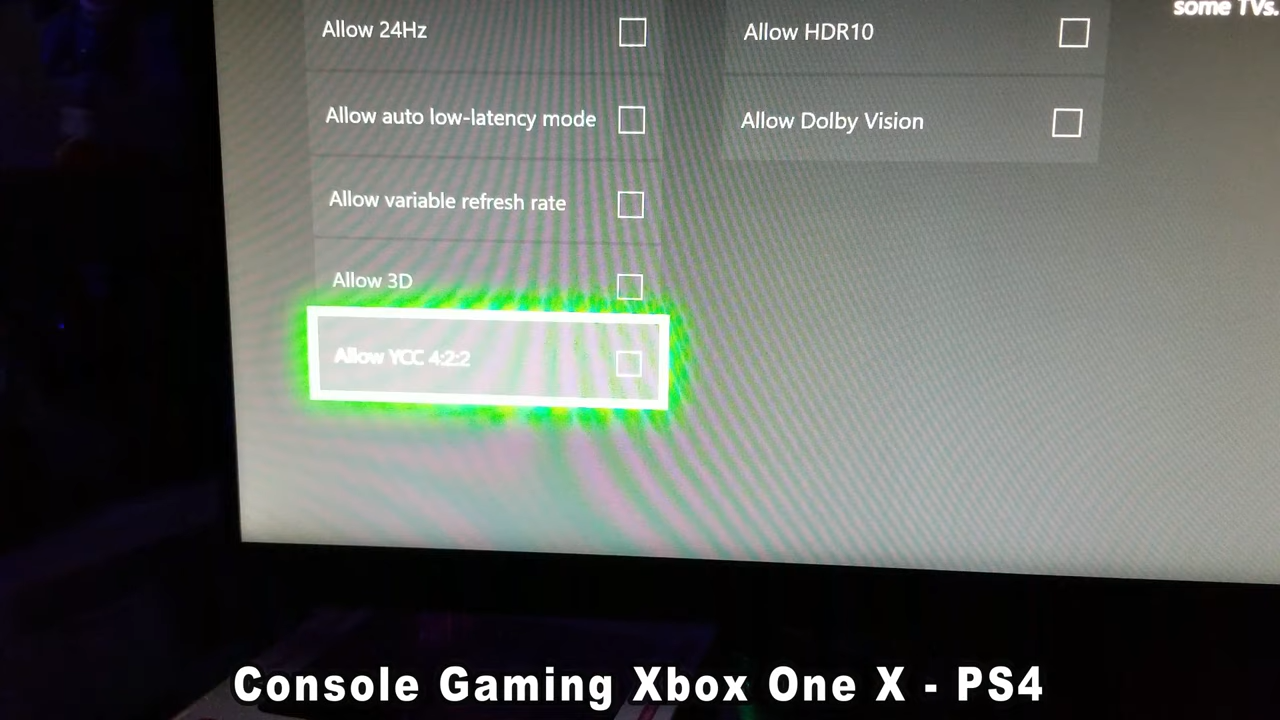 some TVs.
Allow 24Hz
Allow auto low-latency mode
Allow variable refresh rate
Allow 3D
Allow YCC 4:2:2
Allow HDR10
Allow Dolby Vision
Console Gaming Xbox One X - PS4